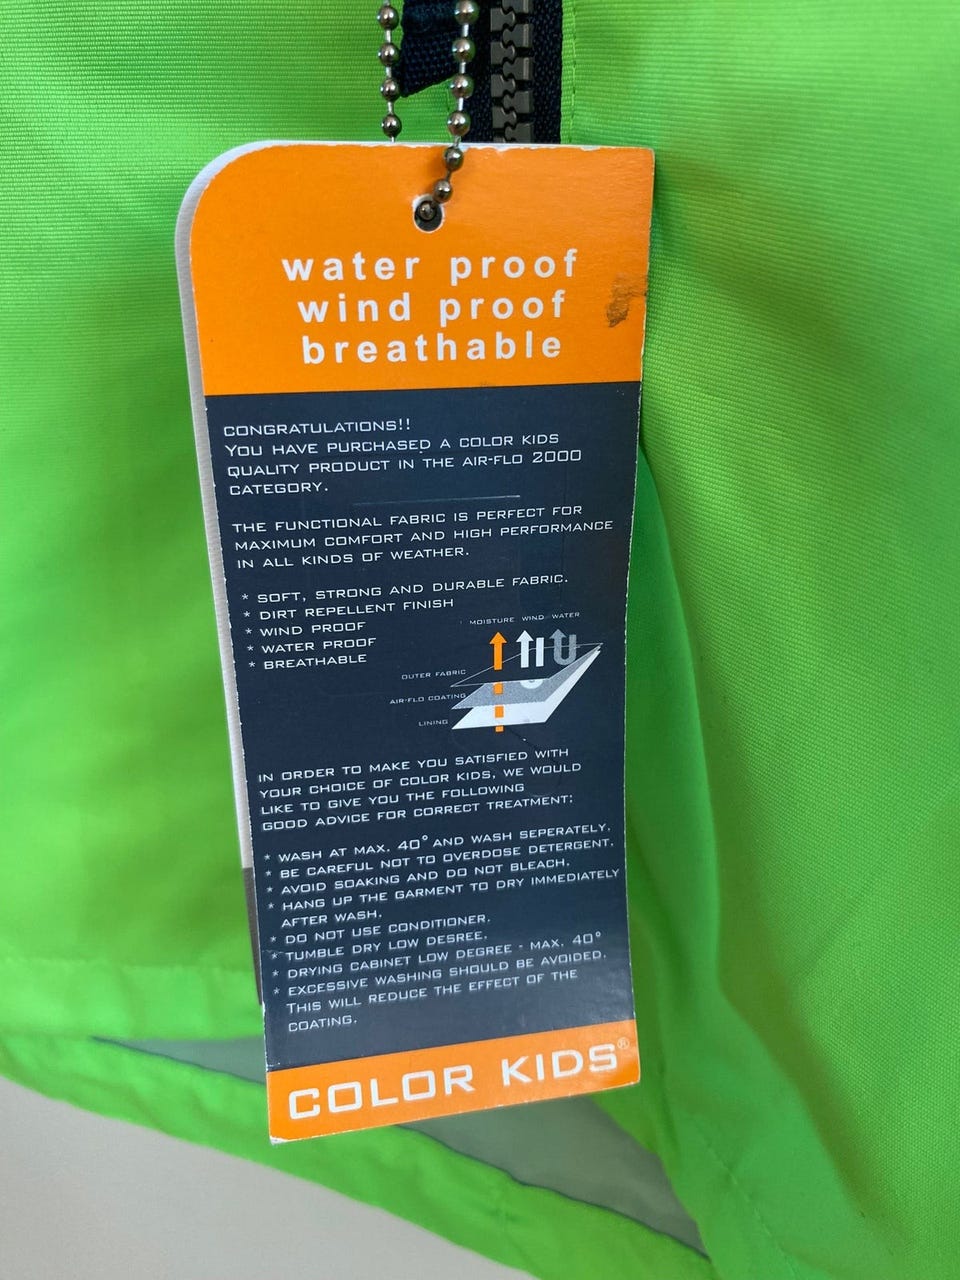 water proof
wind proof
breathable
CONGRATULATIONS!!
YOU HAVE PURCHASED A COLOR KIDS
QUALITY PRODUCT IN THE AIR-FLO 2000
CATEGORY.
THE FUNCTIONAL FABRIC IS PERFECT FOR
MAXIMUM COMFORT AND HIGH PERFORMANCE
IN ALL KINDS OF WEATHER.
* SOFT, STRONG AND DURABLE FABRIC.
* DIRT REPELLENT FINISH
* WIND PROOF
* WATER PROOF
* BREATHABLE
MOISTURE WIND WATER
OUTER FABRIC
AIR-FLO COATING
LINING
IN ORDER TO MAKE YOU SATISFIED WITH
YOUR CHOICE OF COLOR KIDS, WE WOULD
LIKE TO GIVE YOU THE FOLLOWING
GOOD ADVICE FOR CORRECT TREATMENT:
* WASH AT MAX. 40° AND WASH SEPERATELY.
* BE CAREFUL NOT TO OVERDOSE DETERGENT.
* AVOID SOAKING AND DO NOT BLEACH.
* HANG UP THE GARMENT TO DRY IMMEDIATELY
AFTER WASH.
* DO NOT USE CONDITIONER.
* TUMBLE DRY LOW DESREE.
* DRYING CABINET LOW DEGREE - MAX. 40°
* EXCESSIVE WASHING SHOULD BE AVOIDED.
THIS WILL REDUCE THE EFFECT OF THE
COATING.
COLOR KIDS®